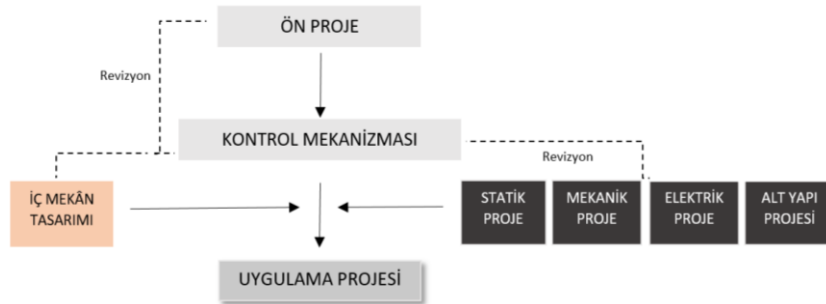 ÖN PROJE
Revizyon
KONTROL MEKANİZMASI
Revizyon
İÇ MEKÂN
TASARIMI
STATİK
PROJE
MEKANİK
PROJE
ELEKTRİK
PROJE
ALT YAPI
PROJESİ
UYGULAMA PROJESİ